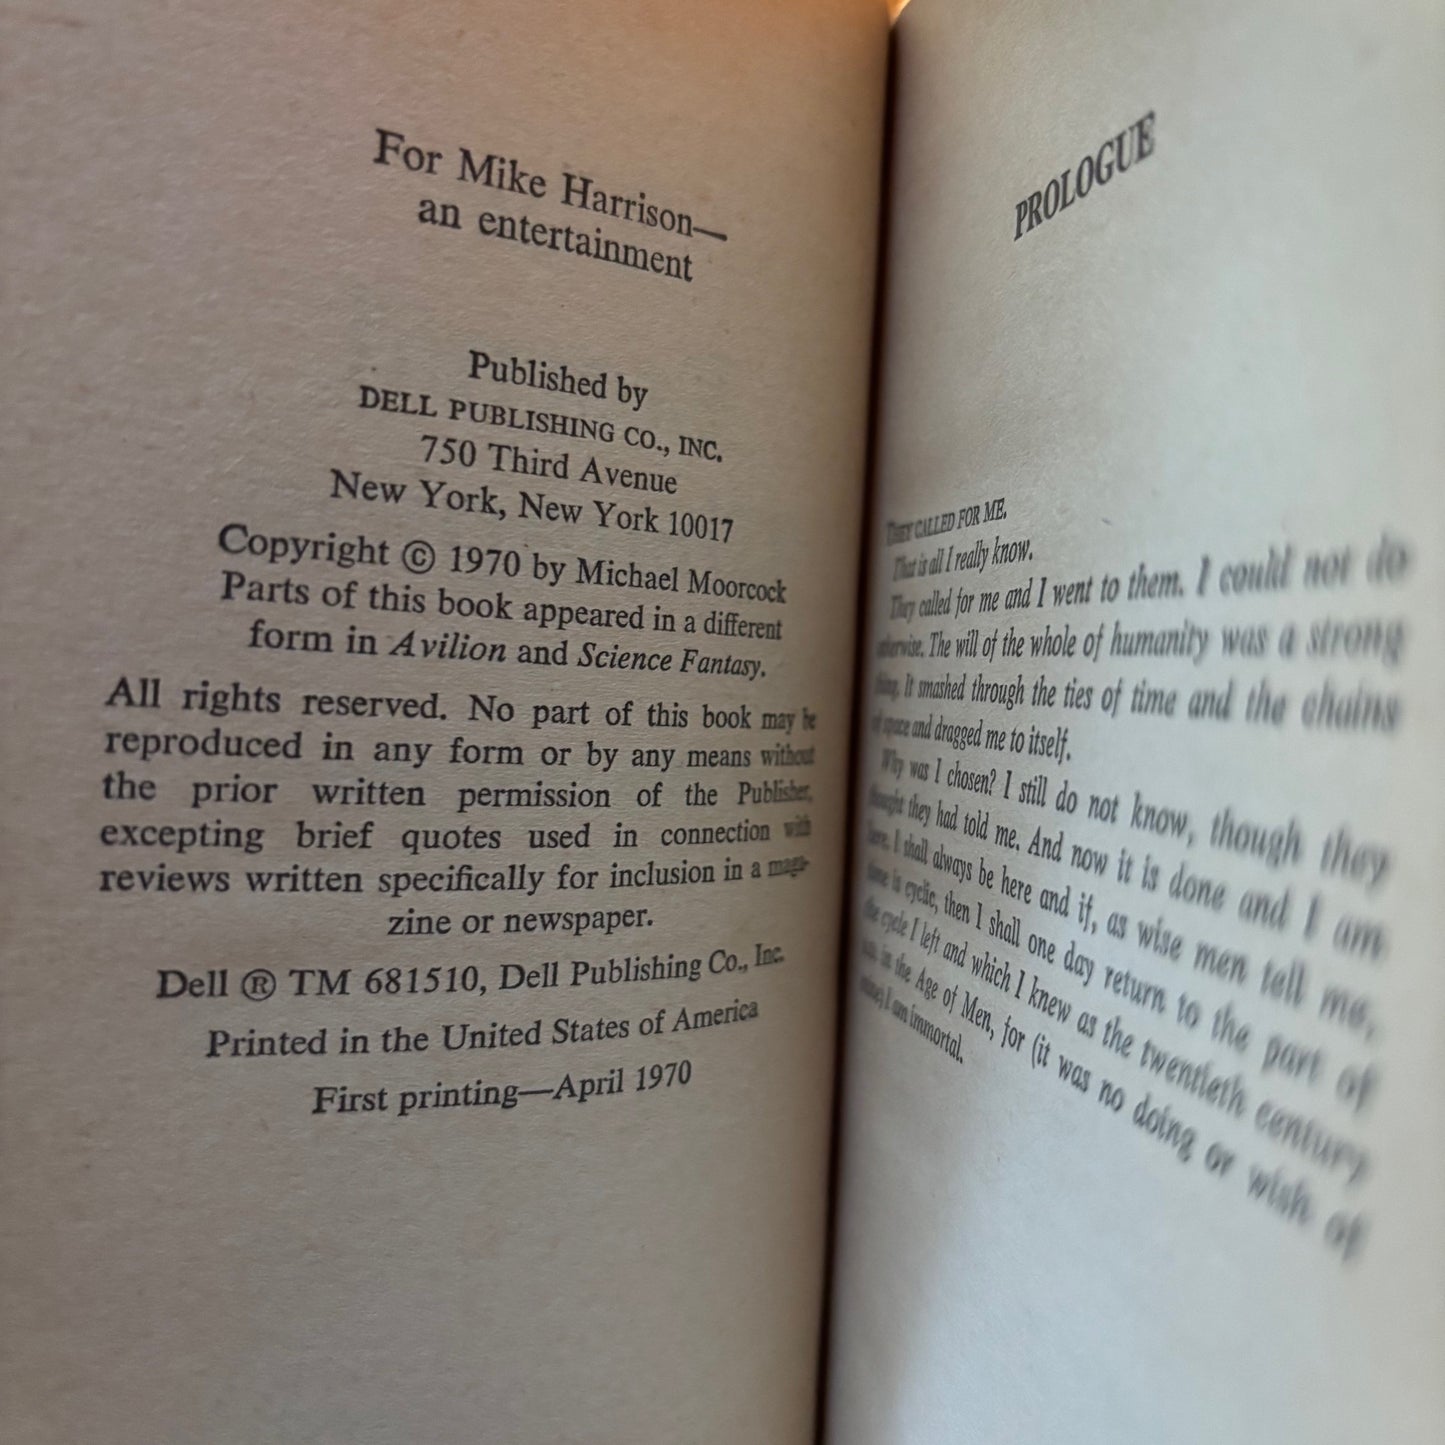 For Mike Harrison—
an entertainment
Published by
DELL PUBLISHING CO., INC.
750 Third Avenue
New York, New York 10017
Copyright © 1970 by Michael Moorcock
Parts of this book appeared in a different
form in Avilion and Science Fantasy.
All rights reserved. No part of this book may be
reproduced in any form or by any means without
the prior written permission of the Publisher,
excepting brief quotes used in connection with
reviews written specifically for inclusion in a maga-
zine or newspaper.
Dell ® TM 681510, Dell Publishing Co., Inc.
Printed in the United States of America
First printing—April 1970
PROLOGUE
THEY CALLED FOR ME.
That is all I really know.
They called for me and I went to them. I could not do
otherwise. The will of the whole of humanity was a strong
thing. It smashed through the ties of time and the chains
of space and dragged me to itself.
Why was I chosen? I still do not know, though they
thought they had told me. And now it is done and I am
here. I shall always be here and if, as wise men tell me,
time is cyclic, then I shall one day return to the part of
the cycle I left and which I knew as the twentieth century
in the Age of Men, for (it was no doing or wish of
mine) I am immortal.